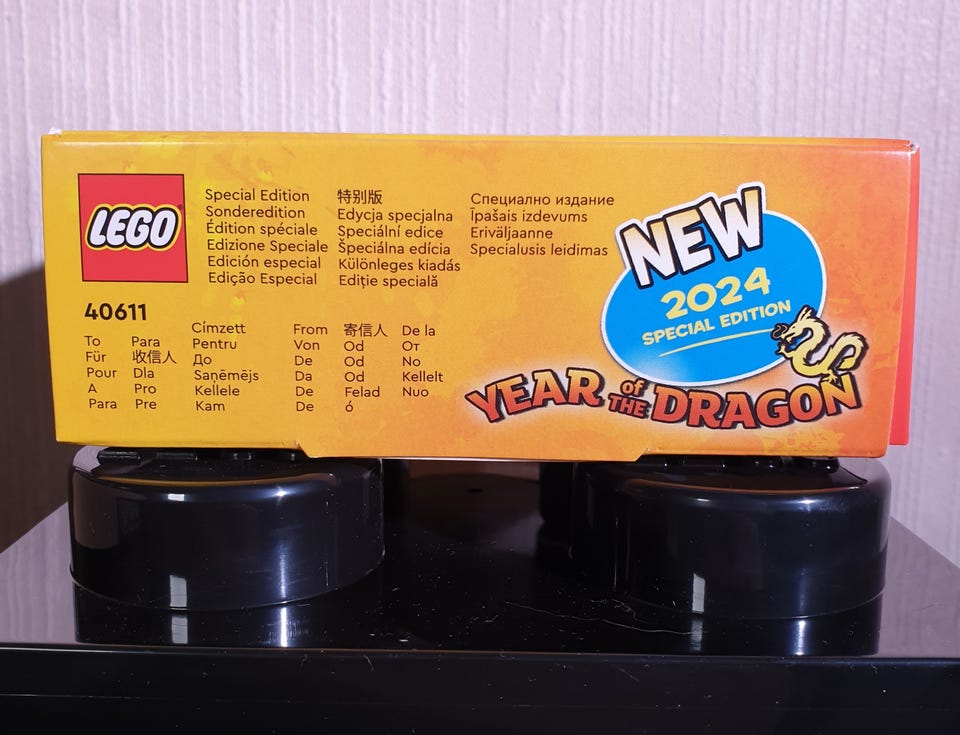 LEGO®
Special Edition
Sonderedition
Édition spéciale
Edizione Speciale
Edición especial
Edição Especial
特别版
Edycja specjalna
Speciální edice
Špeciálna edícia
Különleges kiadás
Ediție specială
Специално издание
Īpašais izdevums
Eriväljaanne
Specialusis leidimas
NEW
2024
SPECIAL EDITION
YEAR of THE DRAGON
40611
To
Für
Pour
A
Para
Para
收信人
Dla
Pro
Pre
Címzett
Pentru
До
Saņēmējs
Kellele
Kam
From
Von
De
Da
De
De
寄信人
Od
Od
Od
Felad
ó
De la
От
No
Kellelt
Nuo